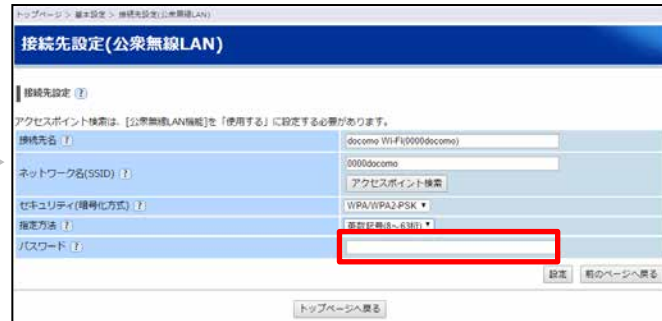 トップページ > 基本設定 > 接続先設定(公衆無線LAN)
接続先設定(公衆無線LAN)
接続先設定 ?
アクセスポイント検索は、[公衆無線LAN機能]を「使用する」に設定する必要があります。
接続先名 ? docomo Wi-Fi(0000docomo)
ネットワーク名(SSID) ? 0000docomo
アクセスポイント検索
セキュリティ(暗号化方式) ? WPA/WPA2-PSK ▼
指定方法 ? 英数記号(8~63桁) ▼
パスワード ?
設定 前のページへ戻る
トップページへ戻る